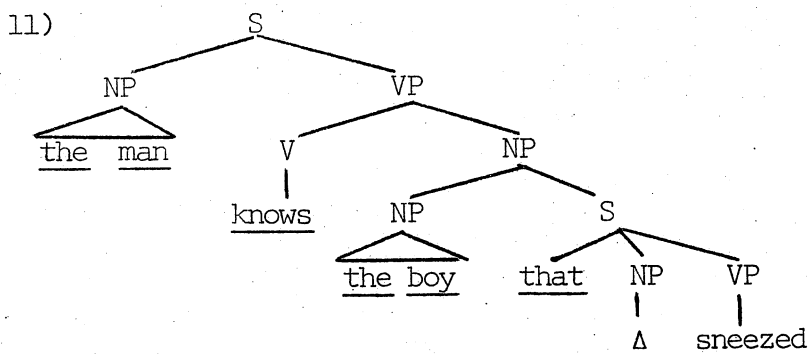 11) S
NP VP
the man V NP
knows NP S
the boy that NP VP
Δ sneezed